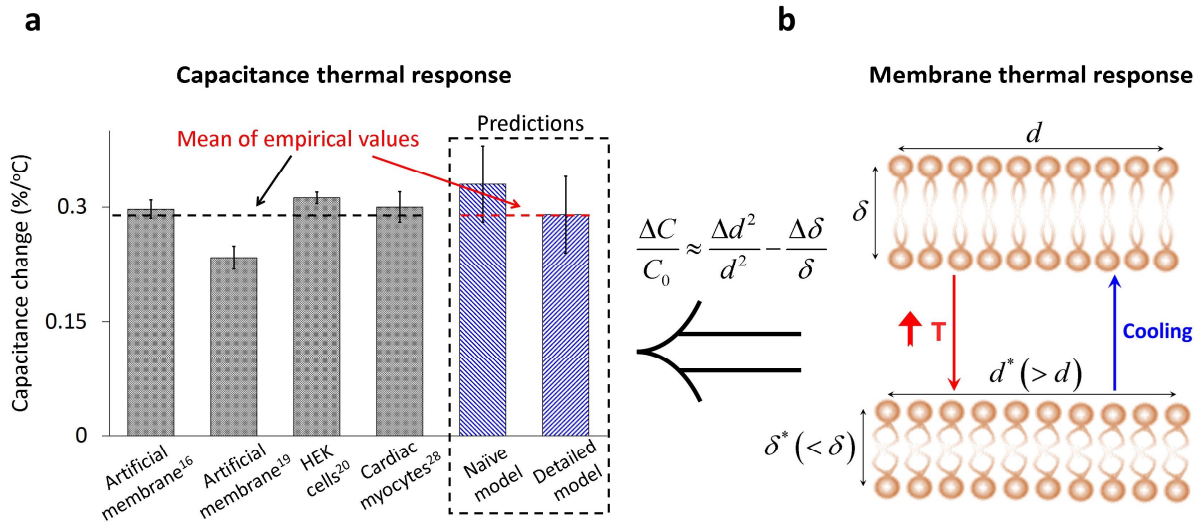 a
Capacitance thermal response
Capacitance change (%/°C)
0.3
0.15
0
Mean of empirical values
Predictions
Artificial
membrane¹⁶
Artificial
membrane¹⁹
HEK
cells²⁰
Cardiac
myocytes²⁸
Naïve
model
Detailed
model
ΔC/C₀ ≈ Δd²/d² − Δδ/δ
b
Membrane thermal response
d
δ
T
Cooling
d* (> d)
δ* (< δ)